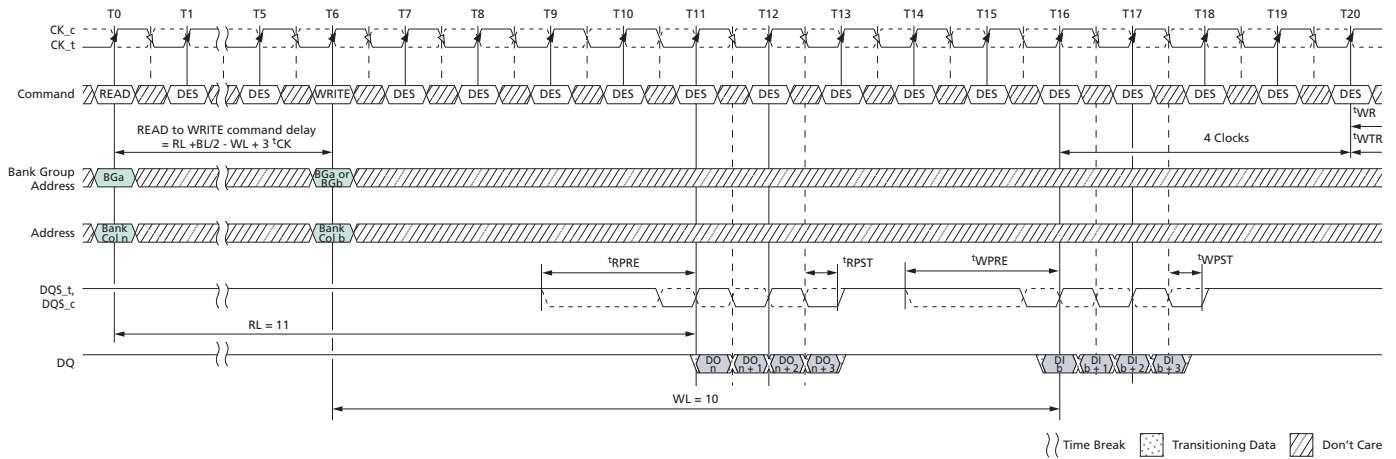 T0 T1 T5 T6 T7 T8 T9 T10 T11 T12 T13 T14 T15 T16 T17 T18 T19 T20
CK_c
CK_t
Command READ DES DES WRITE DES DES DES DES DES DES DES DES DES DES DES DES DES DES
READ to WRITE command delay
= RL +BL/2 - WL + 3 tCK
4 Clocks
tWR
tWTR
Bank Group
Address
BGa
BGa or
BGb
Address
Bank
Col n
Bank
Col b
tRPRE tRPST tWPRE tWPST
DQS_t,
DQS_c
RL = 11
DQ
DO
n
DO
n + 1
DO
n + 2
DO
n + 3
DI
b
DI
b + 1
DI
b + 2
DI
b + 3
WL = 10
Time Break Transitioning Data Don't Care